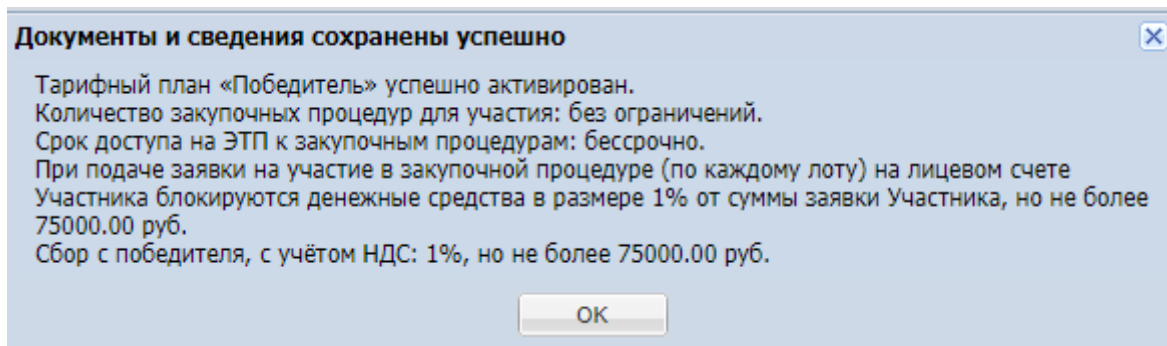 Документы и сведения сохранены успешно
Тарифный план «Победитель» успешно активирован.
Количество закупочных процедур для участия: без ограничений.
Срок доступа на ЭТП к закупочным процедурам: бессрочно.
При подаче заявки на участие в закупочной процедуре (по каждому лоту) на лицевом счете
Участника блокируются денежные средства в размере 1% от суммы заявки Участника, но не более
75000.00 руб.
Сбор с победителя, с учётом НДС: 1%, но не более 75000.00 руб.
OK